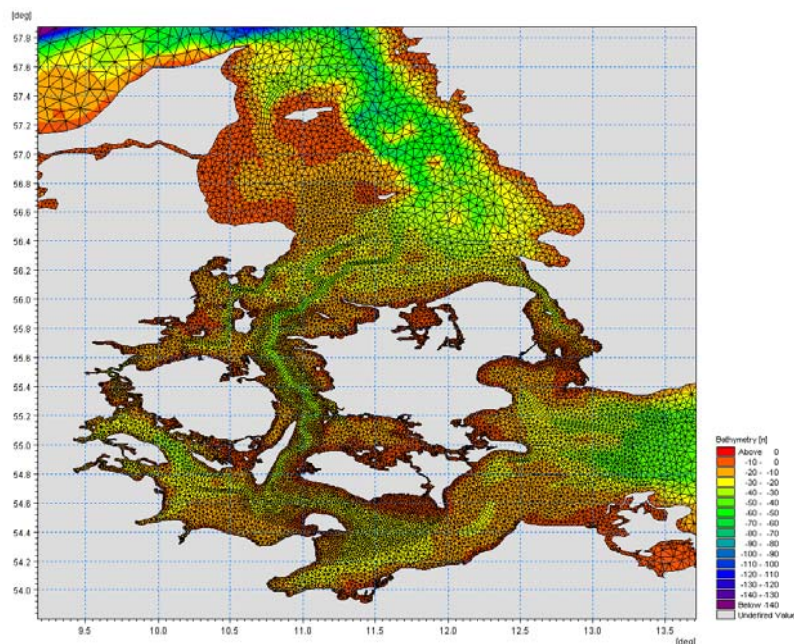 [deg]
57.8
57.6
57.4
57.2
57.0
56.8
56.6
56.4
56.2
56.0
55.8
55.6
55.4
55.2
55.0
54.8
54.6
54.4
54.2
54.0
9.5 10.0 10.5 11.0 11.5 12.0 12.5 13.0 13.5
[deg]
Bathymetry [m]
Above 0
-10 - 0
-20 - -10
-30 - -20
-40 - -30
-50 - -40
-60 - -50
-70 - -60
-80 - -70
-90 - -80
-100 - -90
-110 - -100
-120 - -110
-130 - -120
-140 - -130
Below -140
Undefined Value